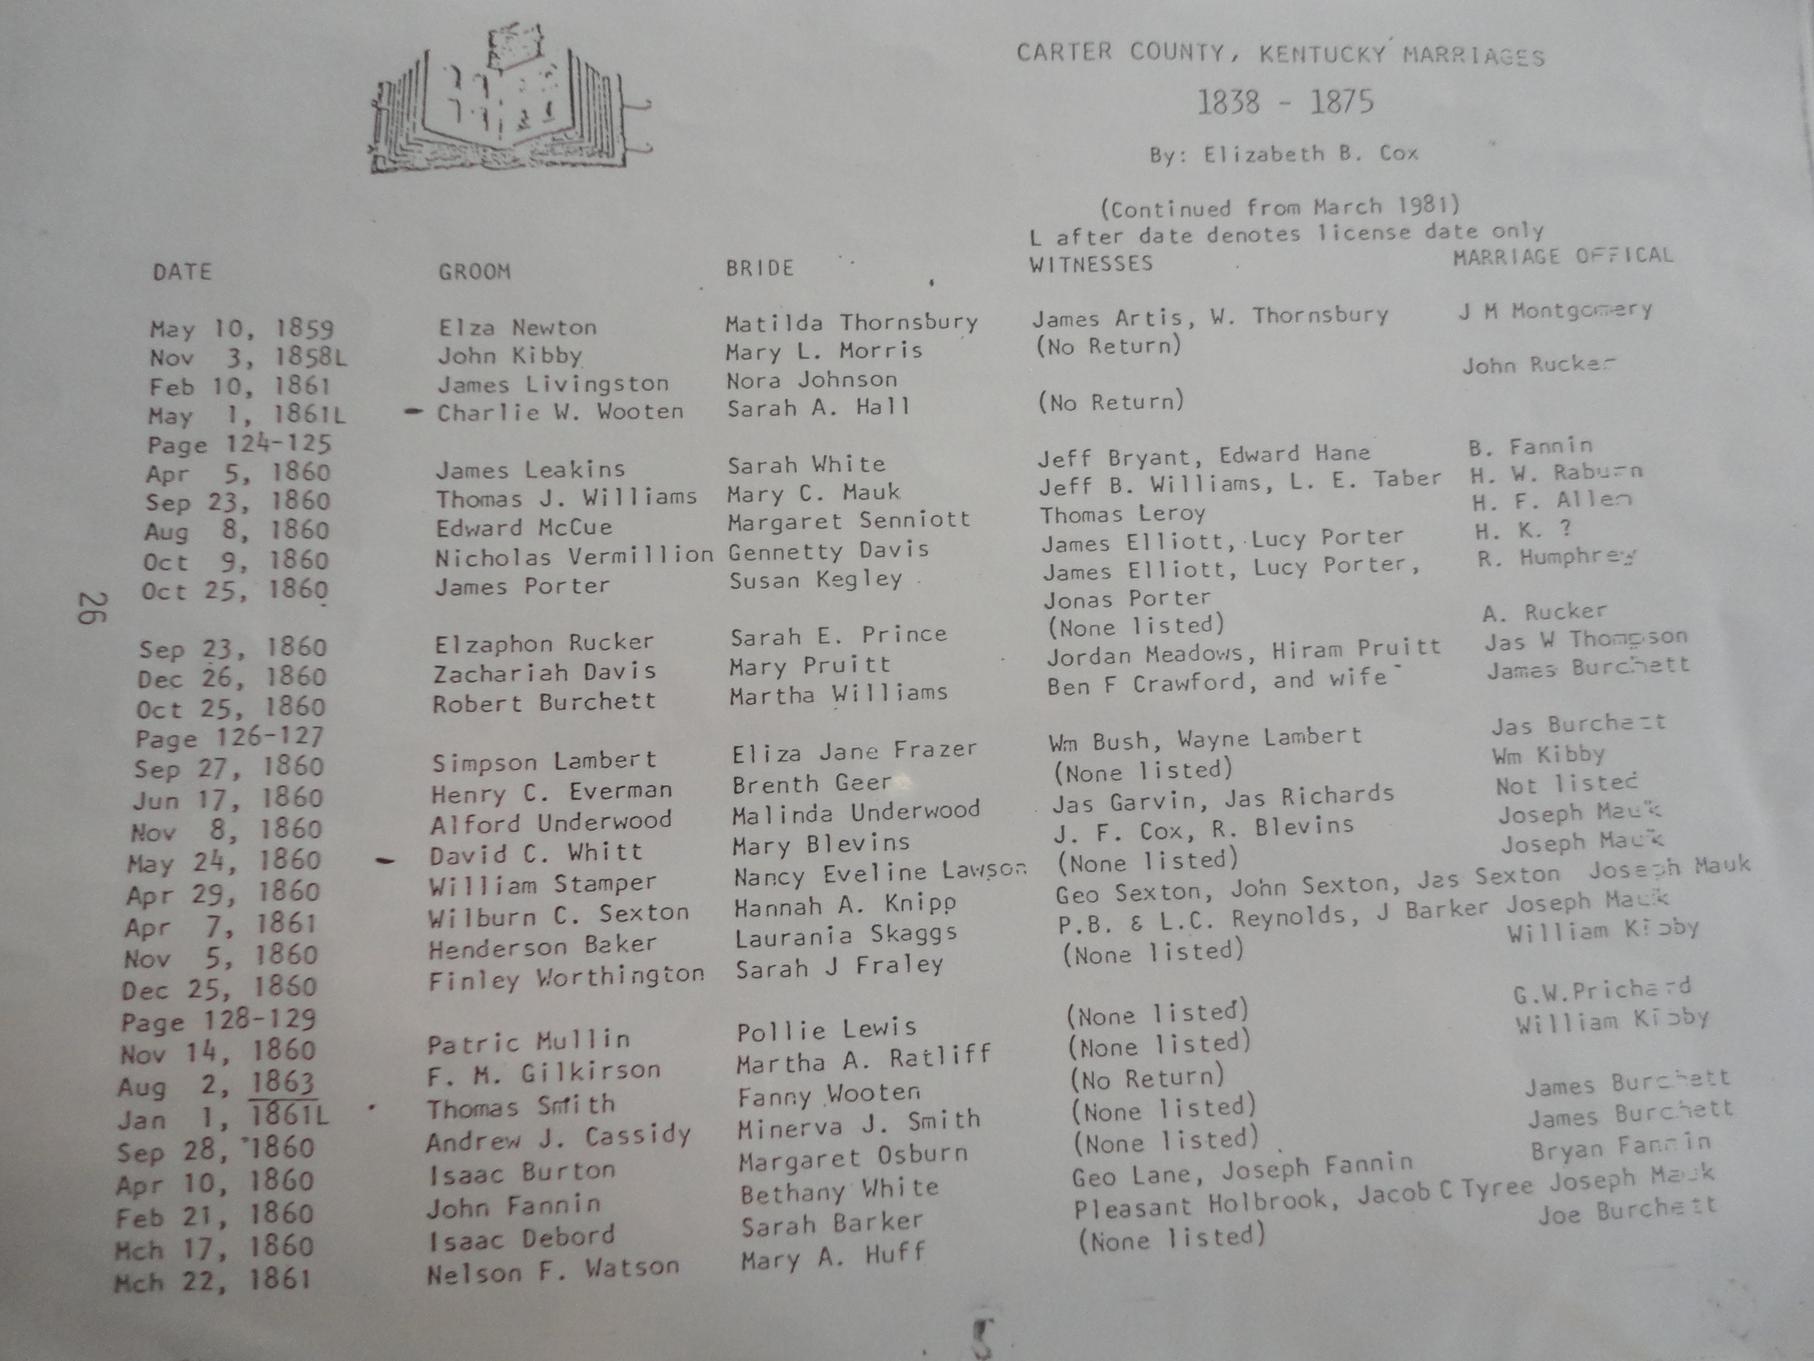 CARTER COUNTY, KENTUCKY MARRIAGES
1838 - 1875
By: Elizabeth B. Cox
(Continued from March 1981)
L after date denotes license date only
DATE GROOM BRIDE WITNESSES MARRIAGE OFFICAL
May 10, 1859 Elza Newton Matilda Thornsbury James Artis, W. Thornsbury J M Montgomery
Nov 3, 1858L John Kibby Mary L. Morris (No Return)
Feb 10, 1861 James Livingston Nora Johnson John Rucker
May 1, 1861L - Charlie W. Wooten Sarah A. Hall (No Return)
Page 124-125
Apr 5, 1860 James Leakins Sarah White Jeff Bryant, Edward Hane B. Fannin
Sep 23, 1860 Thomas J. Williams Mary C. Mauk Jeff B. Williams, L. E. Taber H. W. Raburn
Aug 8, 1860 Edward McCue Margaret Senniott Thomas Leroy H. F. Allen
Oct 9, 1860 Nicholas Vermillion Gennetty Davis James Elliott, Lucy Porter H. K. ?
Oct 25, 1860 James Porter Susan Kegley James Elliott, Lucy Porter, R. Humphrey
Jonas Porter
Sep 23, 1860 Elzaphon Rucker Sarah E. Prince (None listed) A. Rucker
Dec 26, 1860 Zachariah Davis Mary Pruitt Jordan Meadows, Hiram Pruitt Jas W Thompson
Oct 25, 1860 Robert Burchett Martha Williams Ben F Crawford, and wife James Burchett
Page 126-127
Sep 27, 1860 Simpson Lambert Eliza Jane Frazer Wm Bush, Wayne Lambert Jas Burchett
Jun 17, 1860 Henry C. Everman Brenth Geer (None listed) Wm Kibby
Nov 8, 1860 Alford Underwood Malinda Underwood Jas Garvin, Jas Richards Not listed
May 24, 1860 - David C. Whitt Mary Blevins J. F. Cox, R. Blevins Joseph Mauk
Apr 29, 1860 William Stamper Nancy Eveline Lawson (None listed) Joseph Mauk
Apr 7, 1861 Wilburn C. Sexton Hannah A. Knipp Geo Sexton, John Sexton, Jas Sexton Joseph Mauk
Nov 5, 1860 Henderson Baker Laurania Skaggs P.B. & L.C. Reynolds, J Barker Joseph Mauk
Dec 25, 1860 Finley Worthington Sarah J Fraley (None listed) William Kibby
Page 128-129
Nov 14, 1860 Patric Mullin Pollie Lewis (None listed) G.W.Prichard
Aug 2, 1863 F. M. Gilkirson Martha A. Ratliff (None listed) William Kibby
Jan 1, 1861L Thomas Smith Fanny Wooten (No Return)
Sep 28, 1860 Andrew J. Cassidy Minerva J. Smith (None listed) James Burchett
Apr 10, 1860 Isaac Burton Margaret Osburn (None listed) James Burchett
Feb 21, 1860 John Fannin Bethany White Geo Lane, Joseph Fannin Bryan Fannin
Mch 17, 1860 Isaac Debord Sarah Barker Pleasant Holbrook, Jacob C Tyree Joseph Mauk
Mch 22, 1861 Nelson F. Watson Mary A. Huff (None listed) Joe Burchett
26